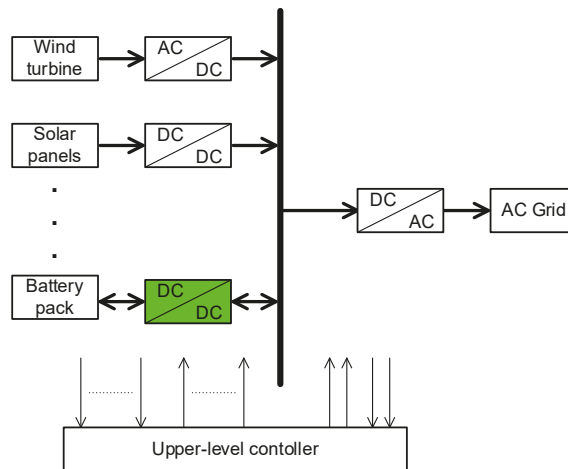 Wind
turbine
AC
DC
Solar
panels
DC
DC
DC
AC
AC Grid
Battery
pack
DC
DC
Upper-level contoller